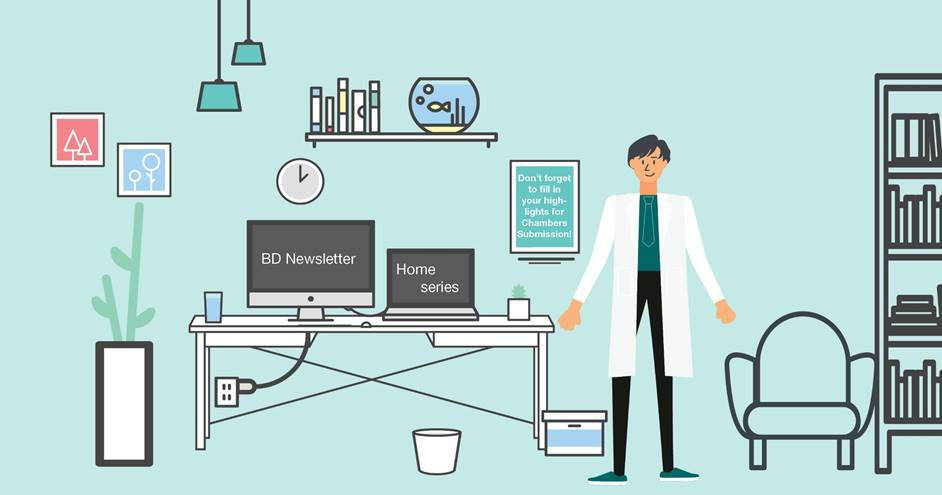 BD Newsletter
Home
series
Don't forget
to fill in
your high-
lights for
Chambers
Submission!